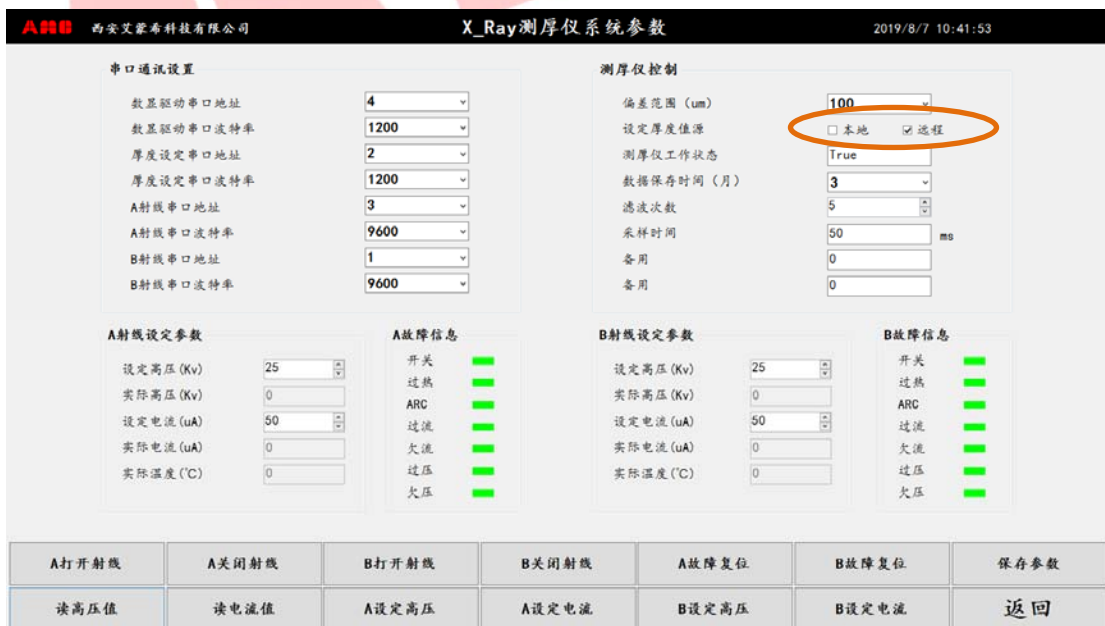 AMC 西安艾蒙希科技有限公司 X_Ray测厚仪系统参数 2019/8/7 10:41:53
串口通讯设置
数显驱动串口地址 4
数显驱动串口波特率 1200
厚度设定串口地址 2
厚度设定串口波特率 1200
A射线串口地址 3
A射线串口波特率 9600
B射线串口地址 1
B射线串口波特率 9600
测厚仪控制
偏差范围 (um) 100
设定厚度值源 本地 远程
测厚仪工作状态 True
数据保存时间 (月) 3
滤波次数 5
采样时间 50 ms
备用 0
备用 0
A射线设定参数
设定高压(Kv) 25
实际高压(Kv) 0
设定电流(uA) 50
实际电流(uA) 0
实际温度(℃) 0
A故障信息
开关
过热
ARC
过流
欠流
过压
欠压
B射线设定参数
设定高压(Kv) 25
实际高压(Kv) 0
设定电流(uA) 50
实际电流(uA) 0
实际温度(℃) 0
B故障信息
开关
过热
ARC
过流
欠流
过压
欠压
A打开射线 A关闭射线 B打开射线 B关闭射线 A故障复位 B故障复位 保存参数
读高压值 读电流值 A设定高压 A设定电流 B设定高压 B设定电流 返回